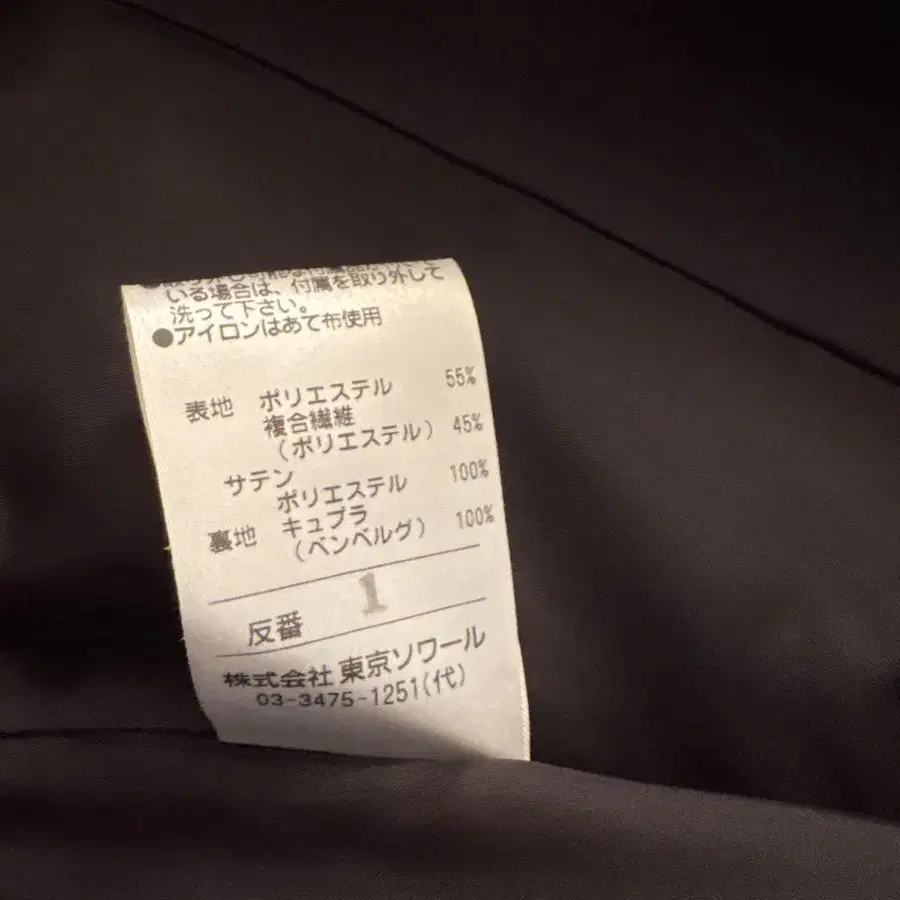 いる場合は、付属を取り外して
洗って下さい。
●アイロンはあて布使用
表地 ポリエステル 55%
複合繊維
(ポリエステル) 45%
サテン
ポリエステル 100%
裏地 キュプラ
(ベンベルグ) 100%
反番 1
株式会社 東京ソワール
03-3475-1251(代)